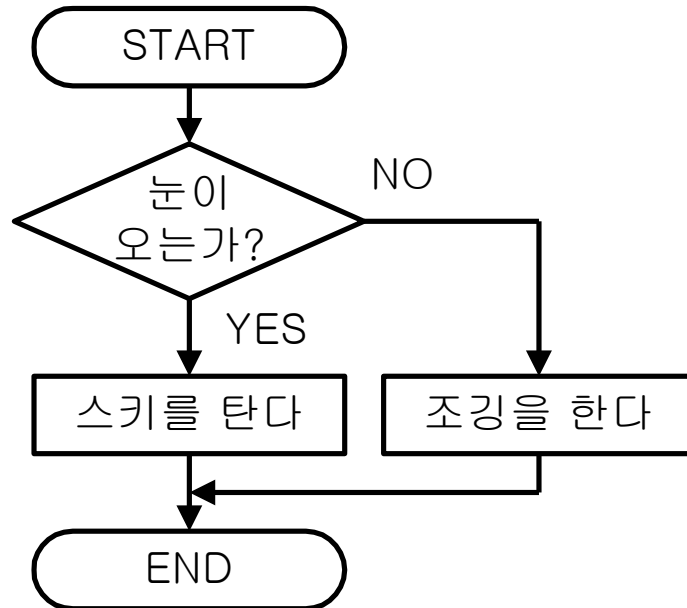 START
눈이
오는가?
NO
YES
스키를 탄다
조깅을 한다
END